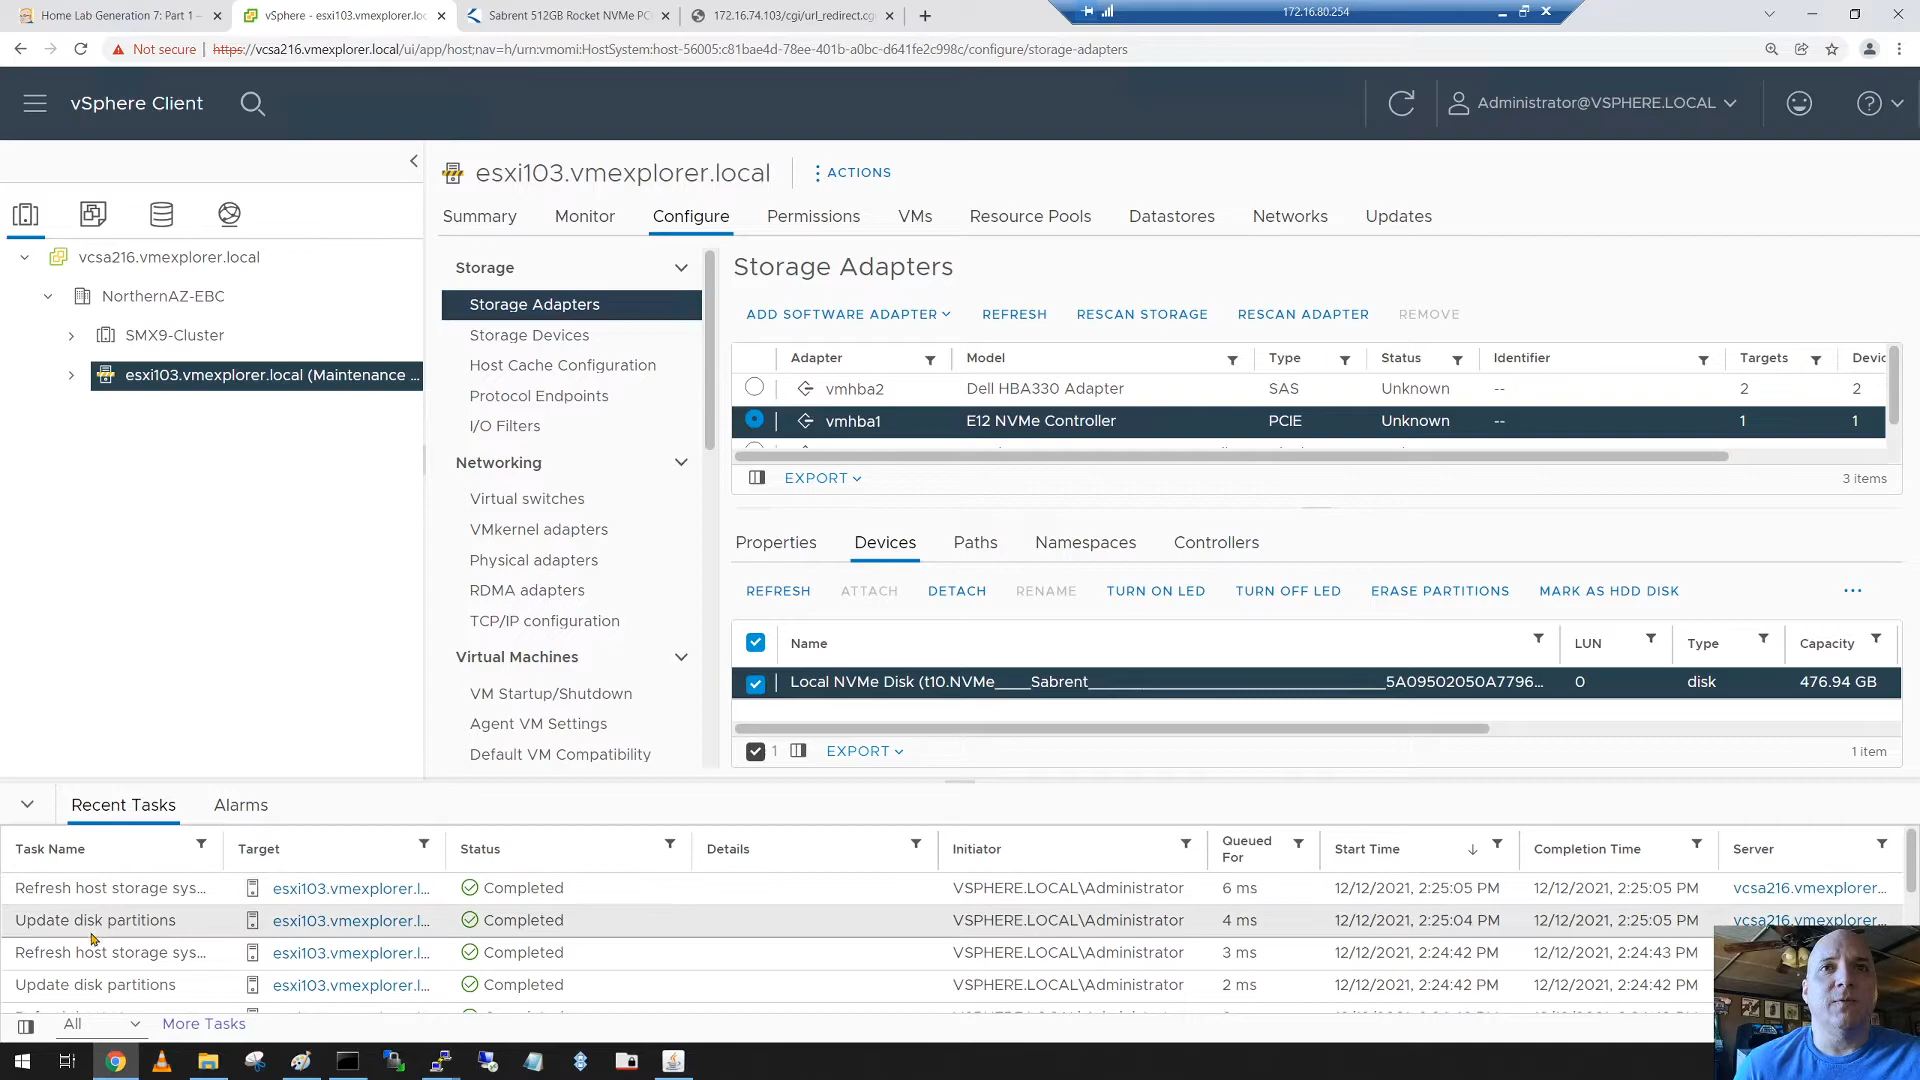 Home Lab Generation 7: Part 1 –
vSphere - esxi103.vmexplorer.loc
Sabrent 512GB Rocket NVMe PC
172.16.74.103/cgi/url_redirect.cg
172.16.80.254
Not secure | https://vcsa216.vmexplorer.local/ui/app/host;nav=h/urn:vmomi:HostSystem:host-56005:c81bae4d-78ee-401b-a0bc-d641fe2c998c/configure/storage-adapters
vSphere Client
Administrator@VSPHERE.LOCAL
esxi103.vmexplorer.local
ACTIONS
Summary Monitor Configure Permissions VMs Resource Pools Datastores Networks Updates
vcsa216.vmexplorer.local
NorthernAZ-EBC
SMX9-Cluster
esxi103.vmexplorer.local (Maintenance ...
Storage
Storage Adapters
Storage Devices
Host Cache Configuration
Protocol Endpoints
I/O Filters
Networking
Virtual switches
VMkernel adapters
Physical adapters
RDMA adapters
TCP/IP configuration
Virtual Machines
VM Startup/Shutdown
Agent VM Settings
Default VM Compatibility
Storage Adapters
ADD SOFTWARE ADAPTER REFRESH RESCAN STORAGE RESCAN ADAPTER REMOVE
Adapter Model Type Status Identifier Targets Devic
vmhba2 Dell HBA330 Adapter SAS Unknown -- 2 2
vmhba1 E12 NVMe Controller PCIE Unknown -- 1 1
EXPORT 3 items
Properties Devices Paths Namespaces Controllers
REFRESH ATTACH DETACH RENAME TURN ON LED TURN OFF LED ERASE PARTITIONS MARK AS HDD DISK ...
Name LUN Type Capacity
Local NVMe Disk (t10.NVMe____Sabrent________________________________5A09502050A7796... 0 disk 476.94 GB
1 EXPORT 1 item
Recent Tasks Alarms
Task Name Target Status Details Initiator Queued For Start Time Completion Time Server
Refresh host storage sys... esxi103.vmexplorer.l... Completed VSPHERE.LOCAL\Administrator 6 ms 12/12/2021, 2:25:05 PM 12/12/2021, 2:25:05 PM vcsa216.vmexplorer...
Update disk partitions esxi103.vmexplorer.l... Completed VSPHERE.LOCAL\Administrator 4 ms 12/12/2021, 2:25:04 PM 12/12/2021, 2:25:05 PM vcsa216.vmexplorer...
Refresh host storage sys... esxi103.vmexplorer.l... Completed VSPHERE.LOCAL\Administrator 3 ms 12/12/2021, 2:24:42 PM 12/12/2021, 2:24:43 PM
Update disk partitions esxi103.vmexplorer.l... Completed VSPHERE.LOCAL\Administrator 2 ms 12/12/2021, 2:24:42 PM 12/12/2021, 2:24:42 PM
All More Tasks